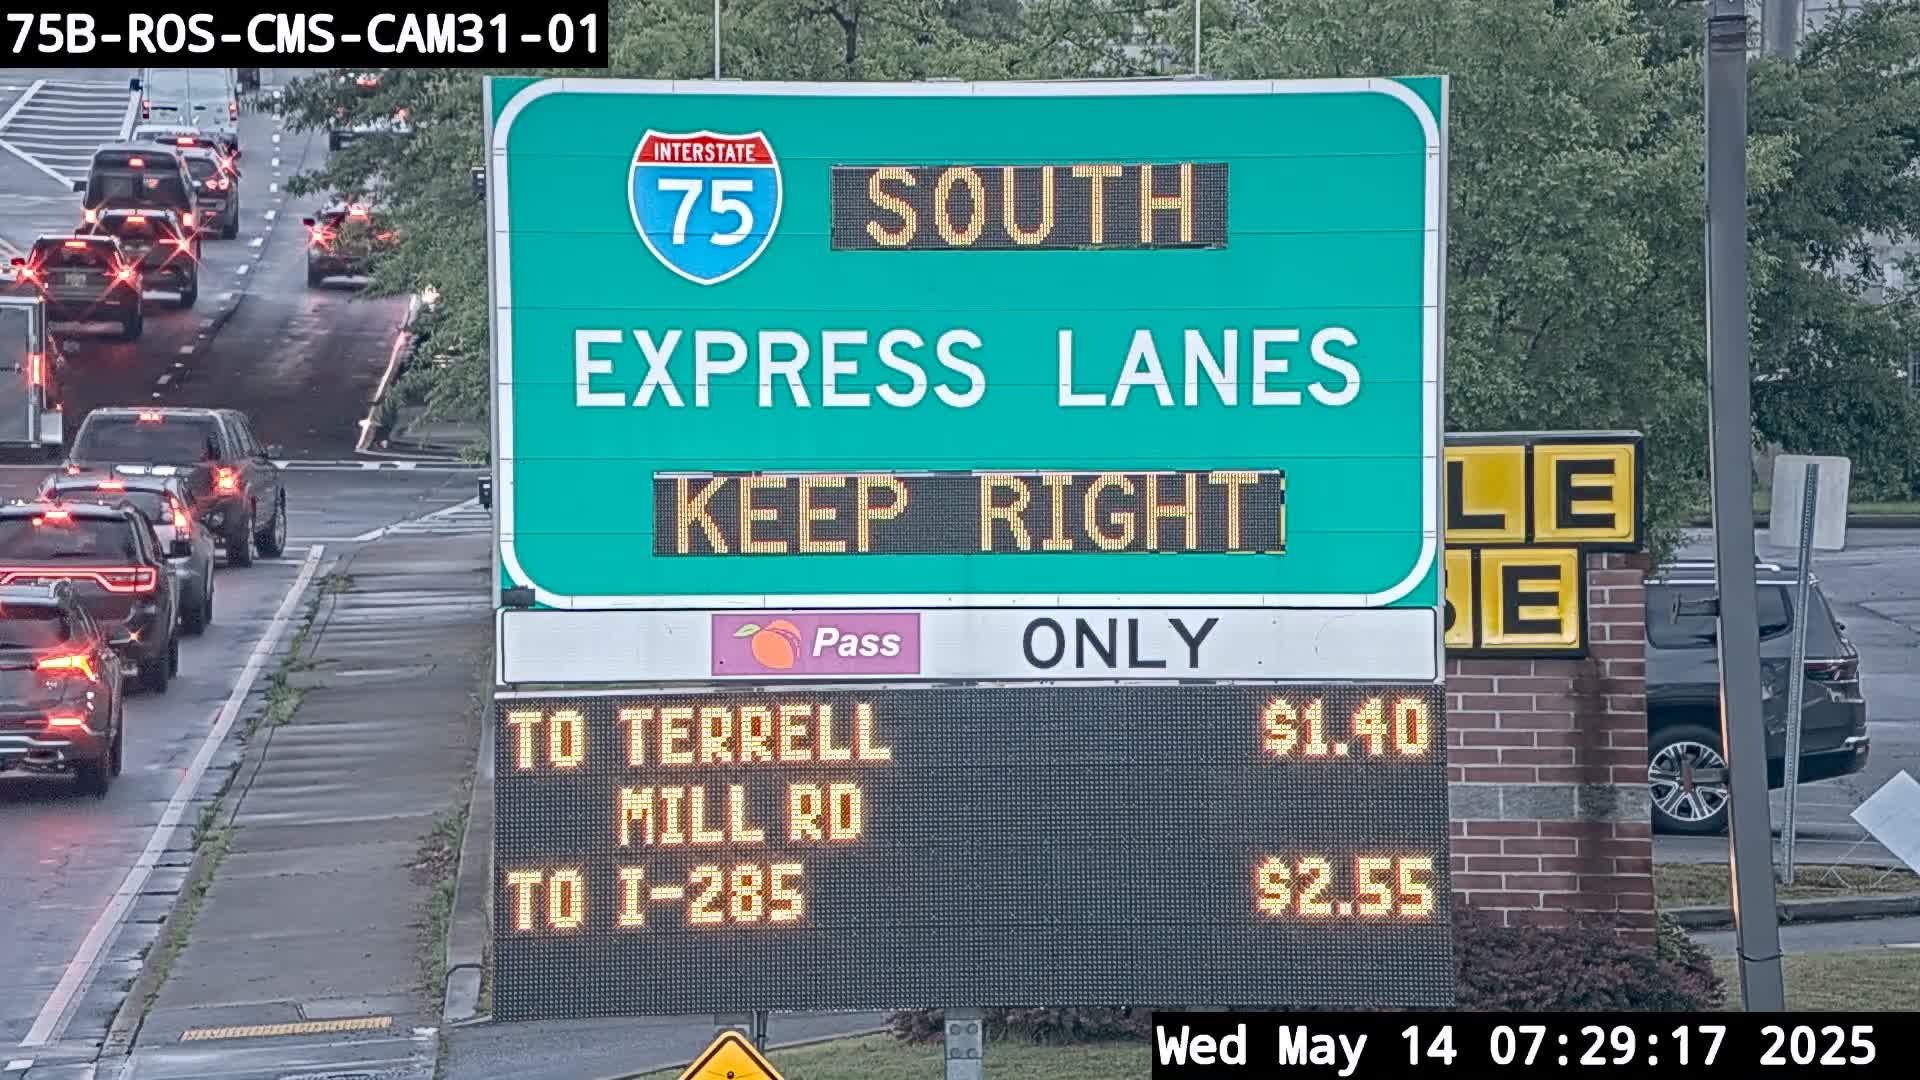 75B-ROS-CMS-CAM31-01
INTERSTATE
75
SOUTH
EXPRESS LANES
KEEP RIGHT
Pass ONLY
TO TERRELL $1.40
MILL RD
TO I-285 $2.55
LE
E
Wed May 14 07:29:17 2025